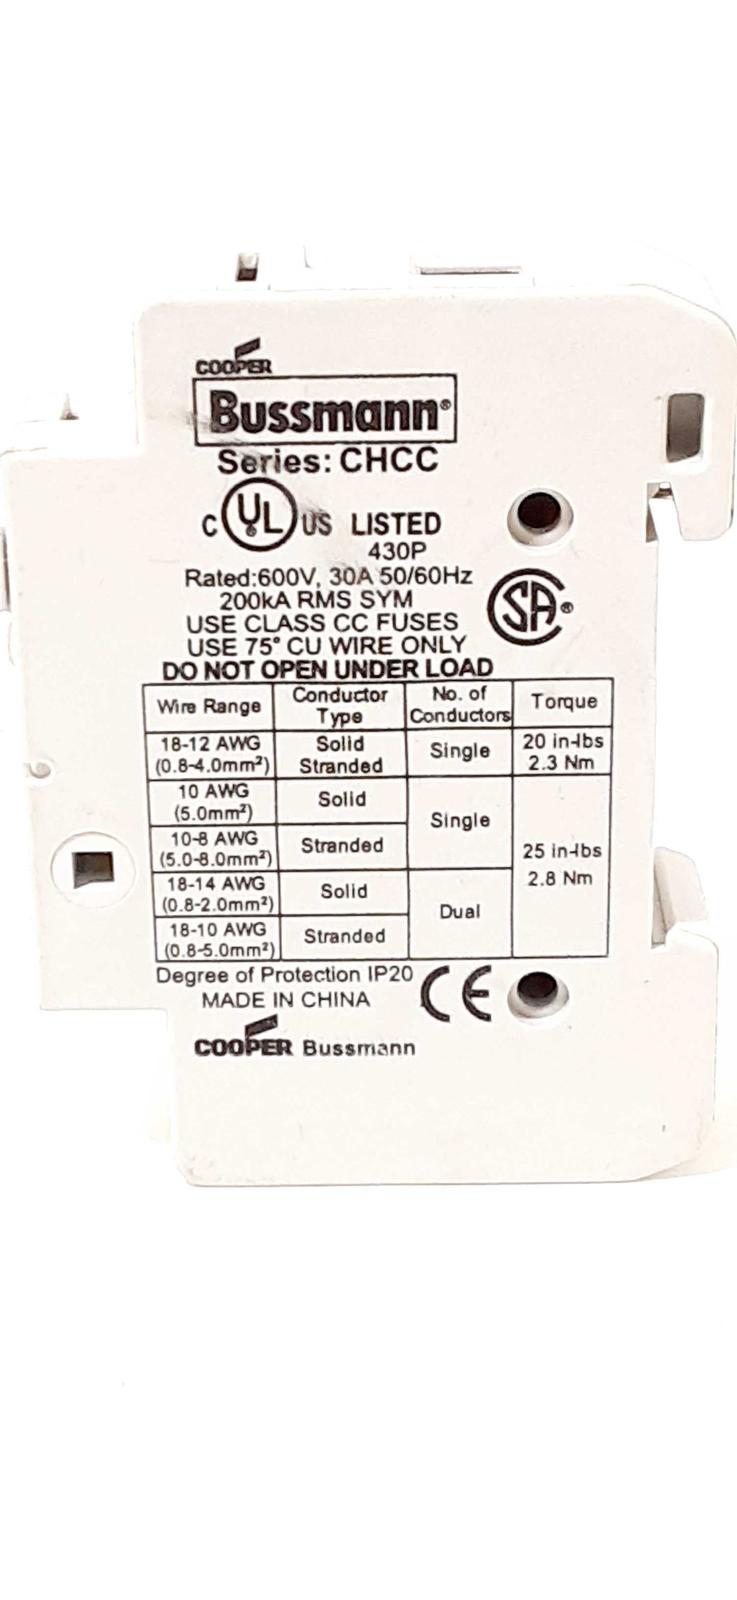 COOPER
Bussmann®
Series: CHCC
C UL US LISTED
430P
Rated:600V, 30A 50/60Hz
200kA RMS SYM
USE CLASS CC FUSES
USE 75° CU WIRE ONLY
SA®
DO NOT OPEN UNDER LOAD
Wire Range Conductor Type No. of Conductors Torque
18-12 AWG (0.8-4.0mm²) Solid Stranded Single 20 in-lbs 2.3 Nm
10 AWG (5.0mm²) Solid Single 25 in-lbs 2.8 Nm
10-8 AWG (5.0-8.0mm²) Stranded
18-14 AWG (0.8-2.0mm²) Solid Dual
18-10 AWG (0.8-5.0mm²) Stranded
Degree of Protection IP20
MADE IN CHINA
CE
COOPER Bussmann